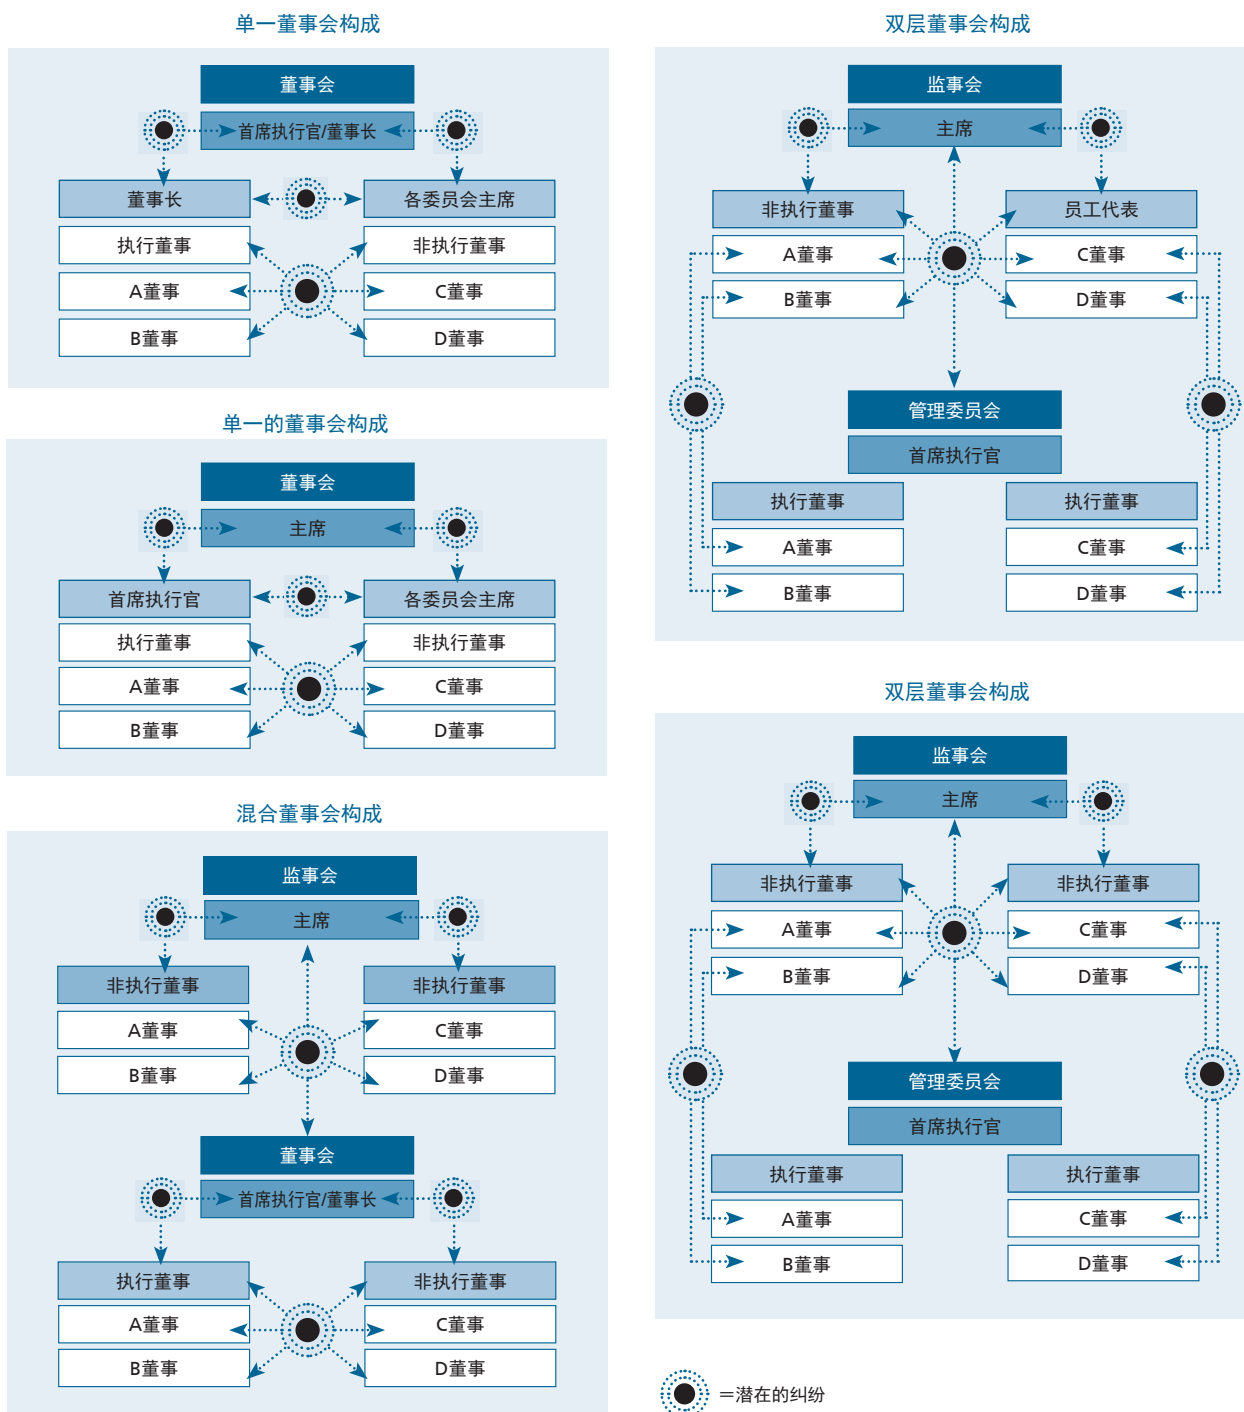 单一董事会构成
董事会
首席执行官/董事长
董事长
各委员会主席
执行董事
非执行董事
A董事
C董事
B董事
D董事
单一的董事会构成
董事会
主席
首席执行官
各委员会主席
执行董事
非执行董事
A董事
C董事
B董事
D董事
混合董事会构成
监事会
主席
非执行董事
非执行董事
A董事
C董事
B董事
D董事
董事会
首席执行官/董事长
执行董事
非执行董事
A董事
C董事
B董事
D董事
双层董事会构成
监事会
主席
非执行董事
员工代表
A董事
C董事
B董事
D董事
管理委员会
首席执行官
执行董事
执行董事
A董事
C董事
B董事
D董事
双层董事会构成
监事会
主席
非执行董事
非执行董事
A董事
C董事
B董事
D董事
管理委员会
首席执行官
执行董事
执行董事
A董事
C董事
B董事
D董事
=潜在的纠纷